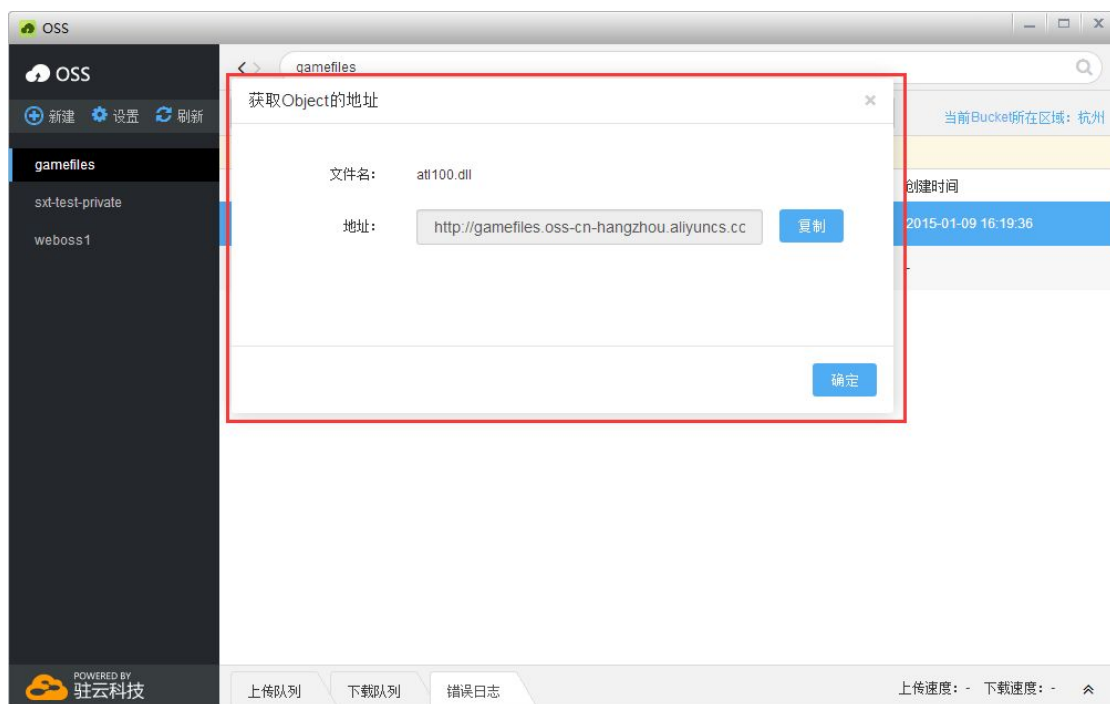 OSS
OSS
gamefiles
新建 设置 刷新
获取Object的地址
当前Bucket所在区域：杭州
gamefiles
sxt-test-private
weboss1
文件名： atl100.dll
地址： http://gamefiles.oss-cn-hangzhou.aliyuncs.cc 复制
创建时间
2015-01-09 16:19:36
-
确定
POWERED BY
驻云科技
上传队列 下载队列 错误日志 上传速度：- 下载速度：-